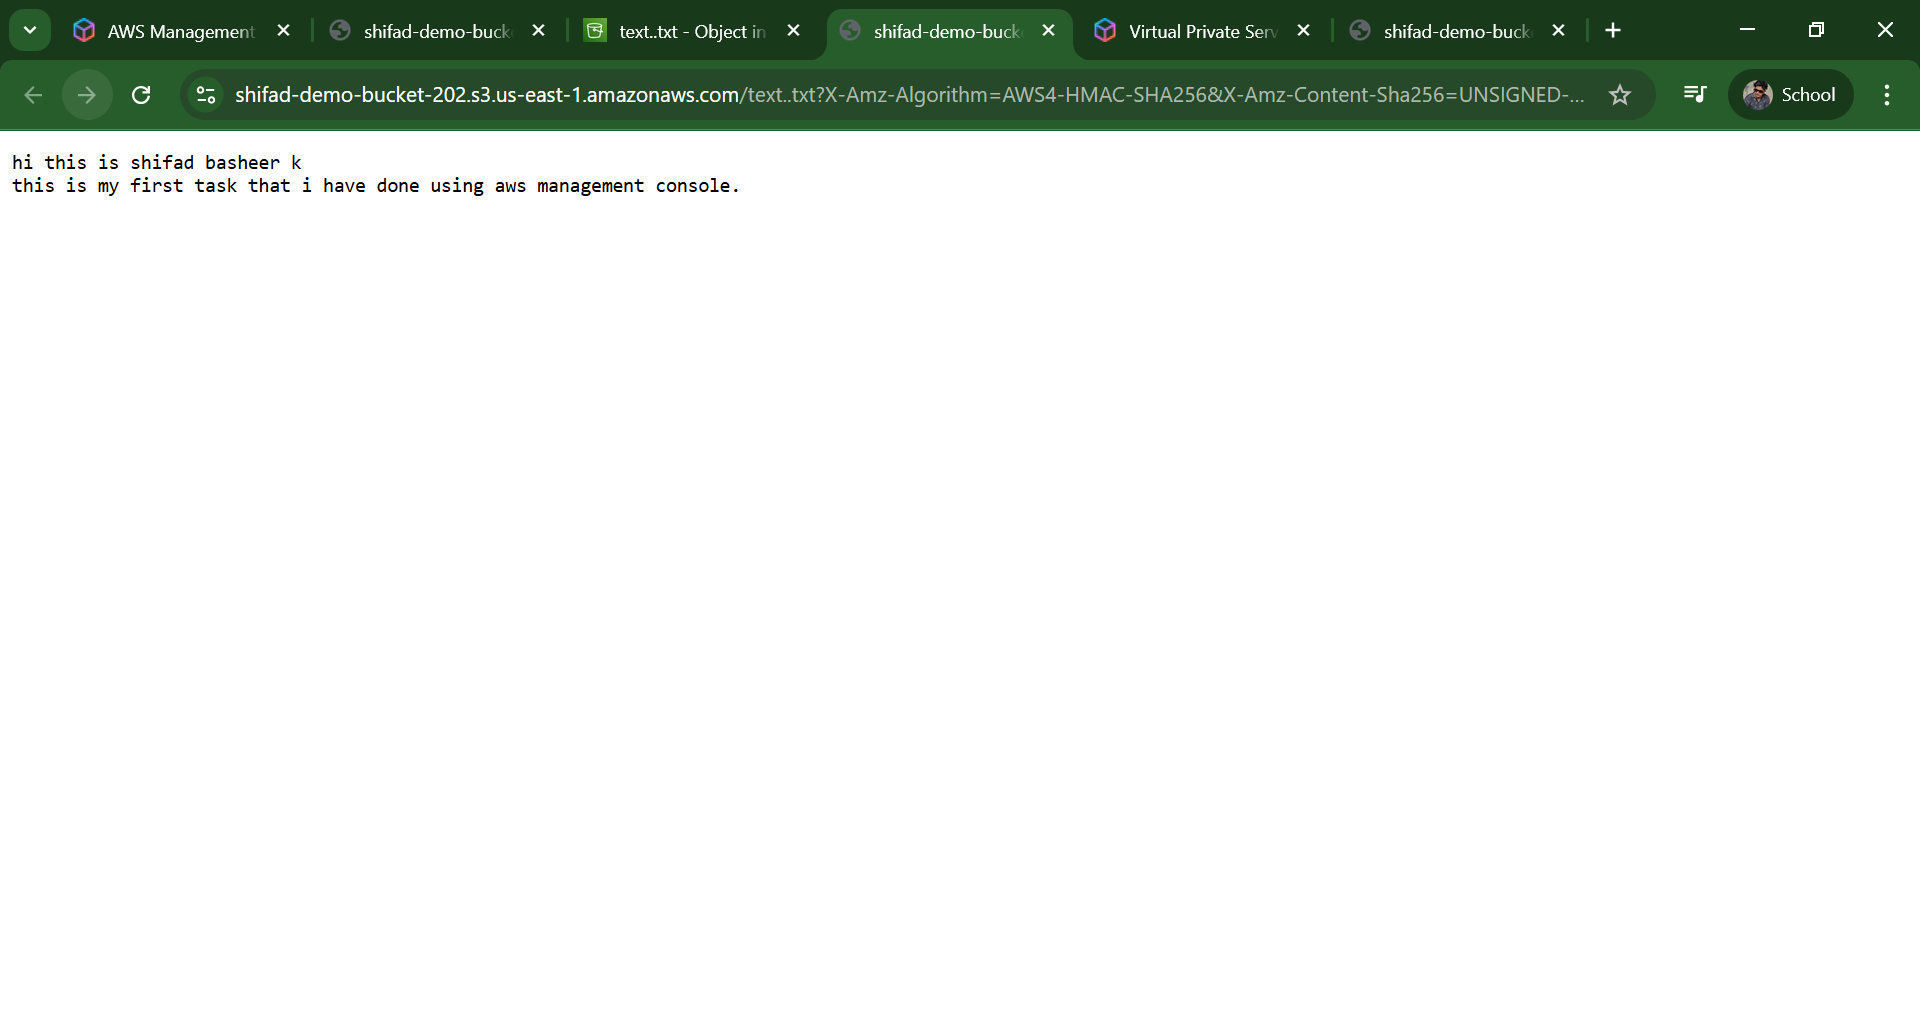 AWS Management
shifad-demo-buck
text..txt - Object in
shifad-demo-buck
Virtual Private Serv
shifad-demo-buck
shifad-demo-bucket-202.s3.us-east-1.amazonaws.com/text..txt?X-Amz-Algorithm=AWS4-HMAC-SHA256&X-Amz-Content-Sha256=UNSIGNED-...
School
hi this is shifad basheer k
this is my first task that i have done using aws management console.